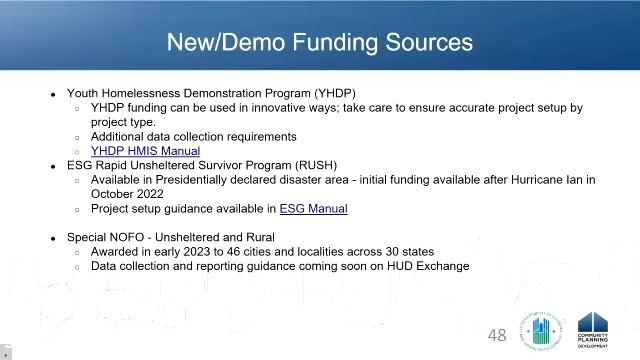 New/Demo Funding Sources
● Youth Homelessness Demonstration Program (YHDP)
○ YHDP funding can be used in innovative ways; take care to ensure accurate project setup by
project type.
○ Additional data collection requirements
○ YHDP HMIS Manual
● ESG Rapid Unsheltered Survivor Program (RUSH)
○ Available in Presidentially declared disaster area - initial funding available after Hurricane Ian in
October 2022
○ Project setup guidance available in ESG Manual
● Special NOFO - Unsheltered and Rural
○ Awarded in early 2023 to 46 cities and localities across 30 states
○ Data collection and reporting guidance coming soon on HUD Exchange
48
COMMUNITY
PLANNING
DEVELOPMENT